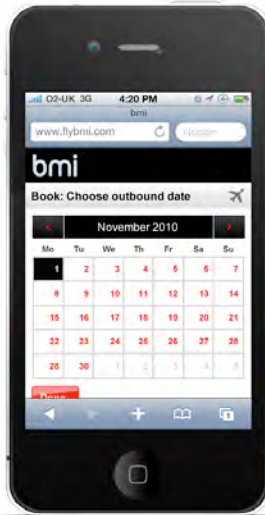 O2-UK 3G 4:20 PM
bmi
www.flybmi.com Google
bmi
Book: Choose outbound date
November 2010
Mo Tu We Th Fr Sa Su
1 2 3 4 5 6 7
8 9 10 11 12 13 14
15 16 17 18 19 20 21
22 23 24 25 26 27 28
29 30 1 2 3 4 5
Done